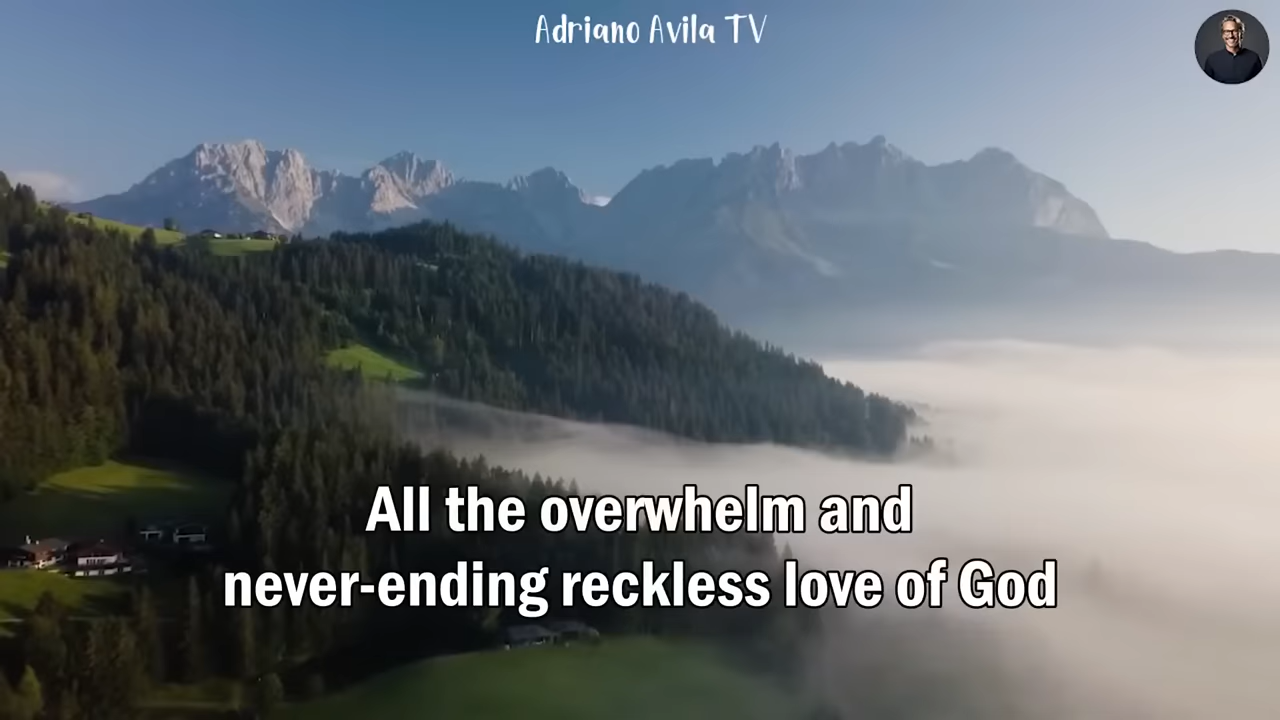 Adriano Avila TV
All the overwhelm and
never-ending reckless love of God